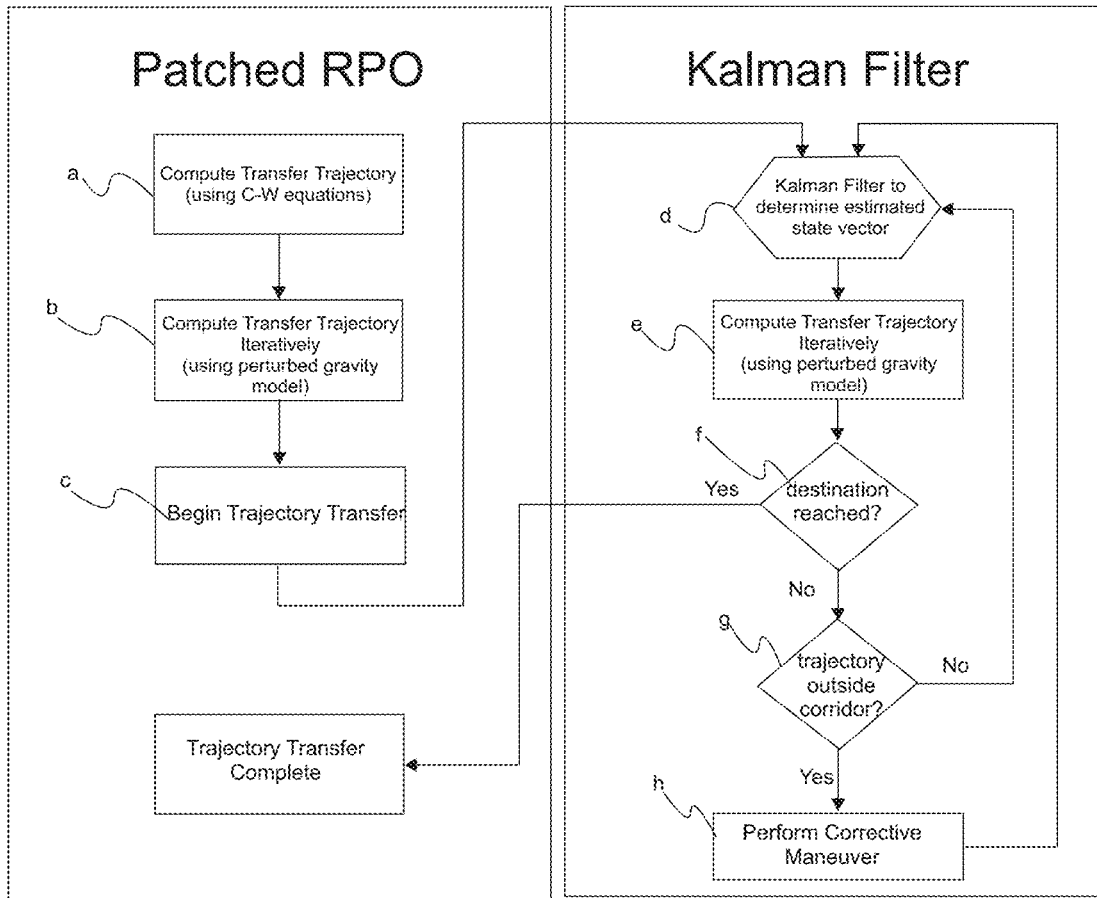 Patched RPO
a
Compute Transfer Trajectory
(using C-W equations)
b
Compute Transfer Trajectory
Iteratively
(using perturbed gravity
model)
c
Begin Trajectory Transfer
Trajectory Transfer
Complete
Kalman Filter
d
Kalman Filter to
determine estimated
state vector
e
Compute Transfer Trajectory
Iteratively
(using perturbed gravity
model)
f
destination
reached?
Yes
No
g
trajectory
outside
corridor?
No
Yes
h
Perform Corrective
Maneuver